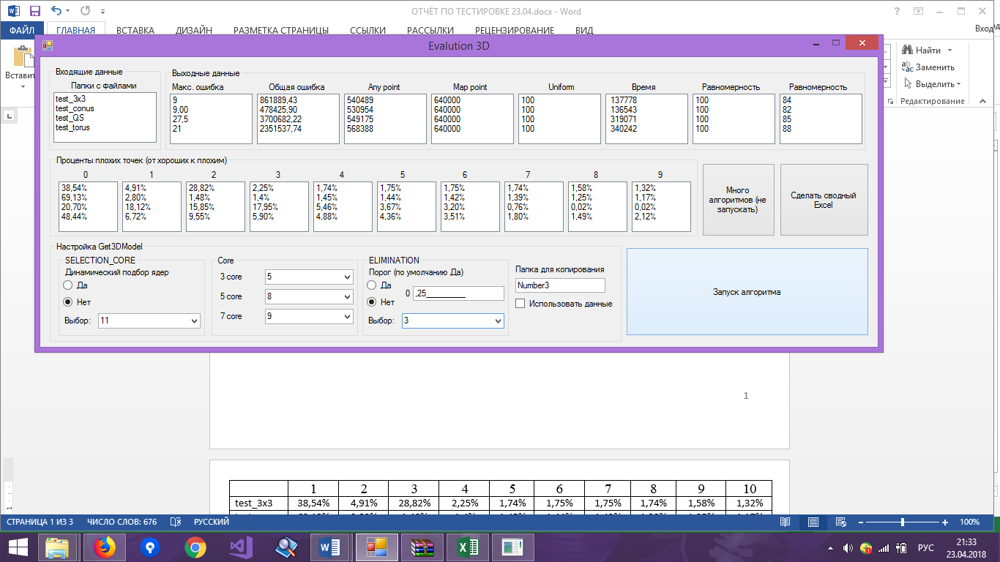 ОТЧЁТ ПО ТЕСТИРОВКЕ 23.04.docx - Word
ФАЙЛ ГЛАВНАЯ ВСТАВКА ДИЗАЙН РАЗМЕТКА СТРАНИЦЫ ССЫЛКИ РАССЫЛКИ РЕЦЕНЗИРОВАНИЕ ВИД Вход
Вставит
Найти
Заменить
Выделить
Редактирование
Evalution 3D
Входящие данные
Папки с файлами
test_3x3
test_conus
test_QS
test_torus
Выходные данные
Макс. ошибка Общая ошибка Any point Map point Uniform Время Равномерность Равномерность
9 861889,43 540489 640000 100 137778 100 84
9,00 478425,90 530954 640000 100 136543 100 82
27,5 3700682,22 549175 640000 100 319071 100 85
21 2351537,74 568388 640000 100 340242 100 88
Проценты плохих точек (от хороших к плохим)
0 1 2 3 4 5 6 7 8 9
38,54% 4,91% 28,82% 2,25% 1,74% 1,75% 1,75% 1,74% 1,58% 1,32%
69,13% 2,80% 1,48% 1,4% 1,45% 1,44% 1,42% 1,39% 1,25% 1,17%
20,70% 18,12% 15,85% 17,95% 5,46% 3,67% 3,20% 0,76% 0,02% 0,02%
48,44% 6,72% 9,55% 5,90% 4,88% 4,36% 3,51% 1,80% 1,49% 2,12%
Много
алгоритмов (не
запускать)
Сделать сводный
Excel
Настройка Get3DModel
SELECTION_CORE
Динамический подбор ядер
Да
Нет
Выбор: 11
Core
3 core 5
5 core 8
7 core 9
ELIMINATION
Порог (по умолчанию Да)
Да
0 ,25_________
Нет
Выбор: 3
Папка для копирования
Number3
Использовать данные
Запуск алгоритма
1
1 2 3 4 5 6 7 8 9 10
test_3x3 38,54% 4,91% 28,82% 2,25% 1,74% 1,75% 1,75% 1,74% 1,58% 1,32%
СТРАНИЦА 1 ИЗ 3 ЧИСЛО СЛОВ: 676 РУССКИЙ 100%
РУС
21:33
23.04.2018